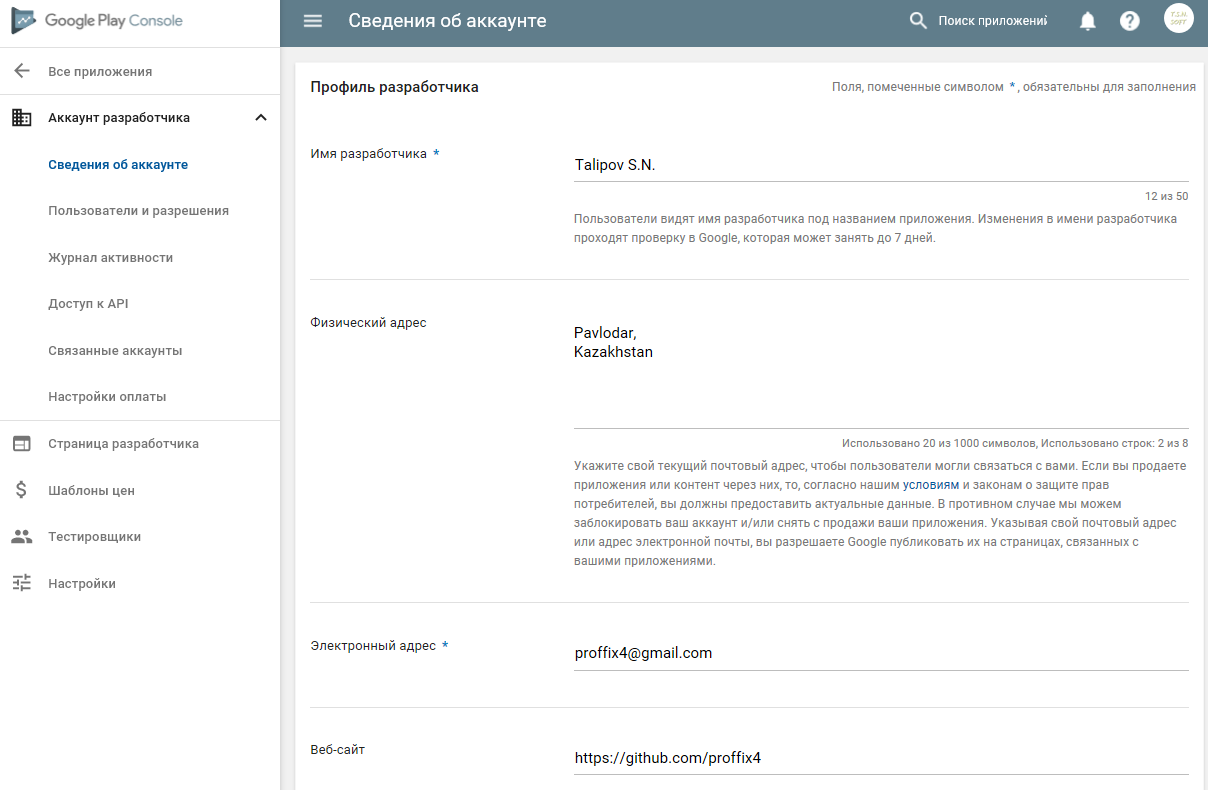 Google Play Console
Сведения об аккаунте
Поиск приложений
T.S.N.
SOFT
Все приложения
Аккаунт разработчика
Сведения об аккаунте
Пользователи и разрешения
Журнал активности
Доступ к API
Связанные аккаунты
Настройки оплаты
Страница разработчика
Шаблоны цен
Тестировщики
Настройки
Профиль разработчика
Поля, помеченные символом *, обязательны для заполнения
Имя разработчика *
Talipov S.N.
12 из 50
Пользователи видят имя разработчика под названием приложения. Изменения в имени разработчика
проходят проверку в Google, которая может занять до 7 дней.
Физический адрес
Pavlodar,
Kazakhstan
Использовано 20 из 1000 символов, Использовано строк: 2 из 8
Укажите свой текущий почтовый адрес, чтобы пользователи могли связаться с вами. Если вы продаете
приложения или контент через них, то, согласно нашим условиям и законам о защите прав
потребителей, вы должны предоставить актуальные данные. В противном случае мы можем
заблокировать ваш аккаунт и/или снять с продажи ваши приложения. Указывая свой почтовый адрес
или адрес электронной почты, вы разрешаете Google публиковать их на страницах, связанных с
вашими приложениями.
Электронный адрес *
proffix4@gmail.com
Веб-сайт
https://github.com/proffix4